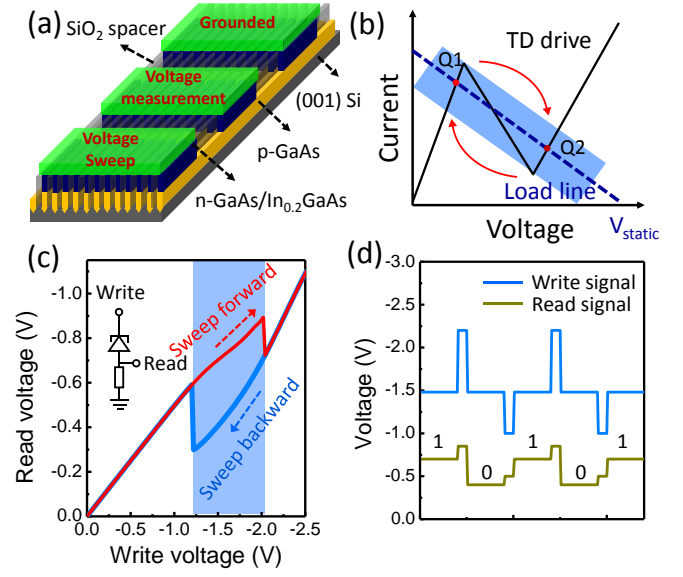 (a)
SiO2 spacer
Grounded
Voltage
measurement
Voltage
Sweep
(001) Si
p-GaAs
n-GaAs/In0.2GaAs
(b)
TD drive
Q1
Q2
Load line
Current
Voltage
Vstatic
(c)
Write
Read
Sweep forward
Sweep backward
Read voltage (V)
-1.0
-0.8
-0.6
-0.4
-0.2
0.0
0.0 -0.5 -1.0 -1.5 -2.0 -2.5
Write voltage (V)
(d)
Write signal
Read signal
Voltage (V)
-3.0
-2.5
-2.0
-1.5
-1.0
-0.5
-0.0
1 0 1 0 1